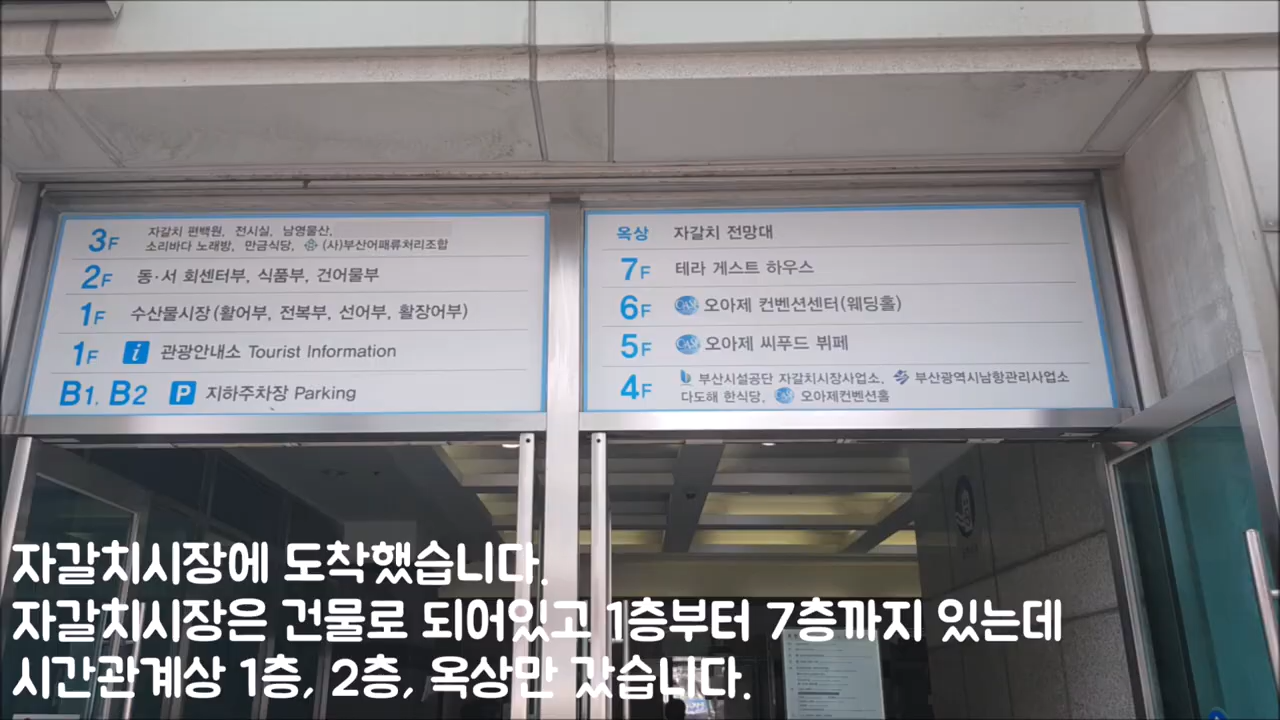 3F 자갈치 편백원, 전시실, 남영물산,
소리바다 노래방, 만금식당, (사)부산어패류처리조합
2F 동·서 회센터부, 식품부, 건어물부
1F 수산물시장(활어부, 전복부, 선어부, 활장어부)
1F i 관광안내소 Tourist Information
B1. B2 P 지하주차장 Parking
옥상 자갈치 전망대
7F 테라 게스트 하우스
6F OASE 오아제 컨벤션센터(웨딩홀)
5F OASE 오아제 씨푸드 뷔페
4F 부산시설공단 자갈치시장사업소, 부산광역시남항관리사업소
다도해 한식당, OASE 오아제컨벤션홀
자갈치시장에 도착했습니다.
자갈치시장은 건물로 되어있고 1층부터 7층까지 있는데
시간관계상 1층, 2층, 옥상만 갔습니다.